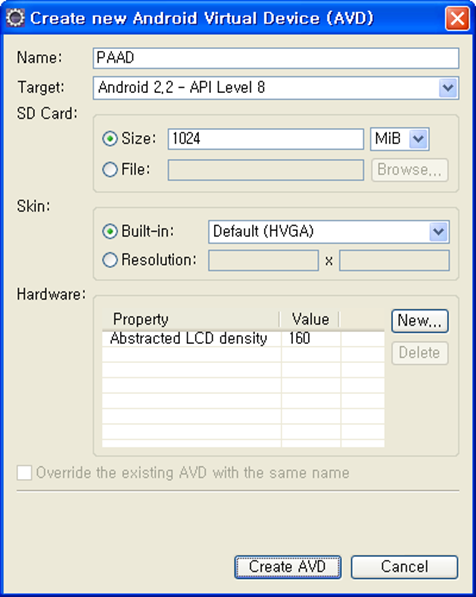 Create new Android Virtual Device (AVD)
Name: PAAD
Target: Android 2,2 - API Level 8
SD Card:
Size: 1024 MiB
File: Browse...
Skin:
Built-in: Default (HVGA)
Resolution: x
Hardware:
Property Value New...
Abstracted LCD density 160
Delete
Override the existing AVD with the same name
Create AVD Cancel